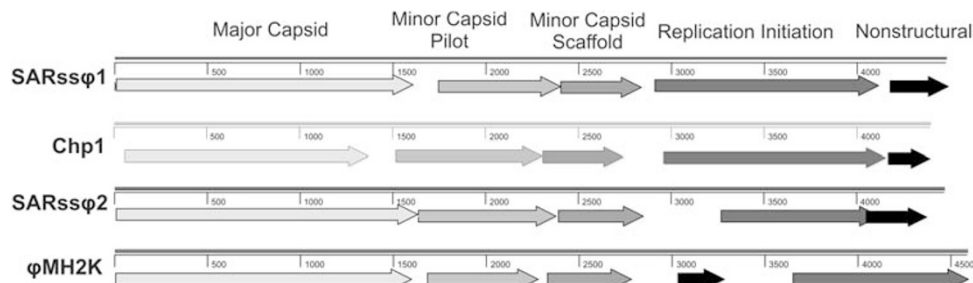 Major Capsid
Minor Capsid
Pilot
Minor Capsid
Scaffold
Replication Initiation
Nonstructural
SARssφ1
500 1000 1500 2000 2500 3000 3500 4000
Chp1
500 1000 1500 2000 2500 3000 3500 4000
SARssφ2
500 1000 1500 2000 2500 3000 3500 4000
φMH2K
500 1000 1500 2000 2500 3000 3500 4000 4500